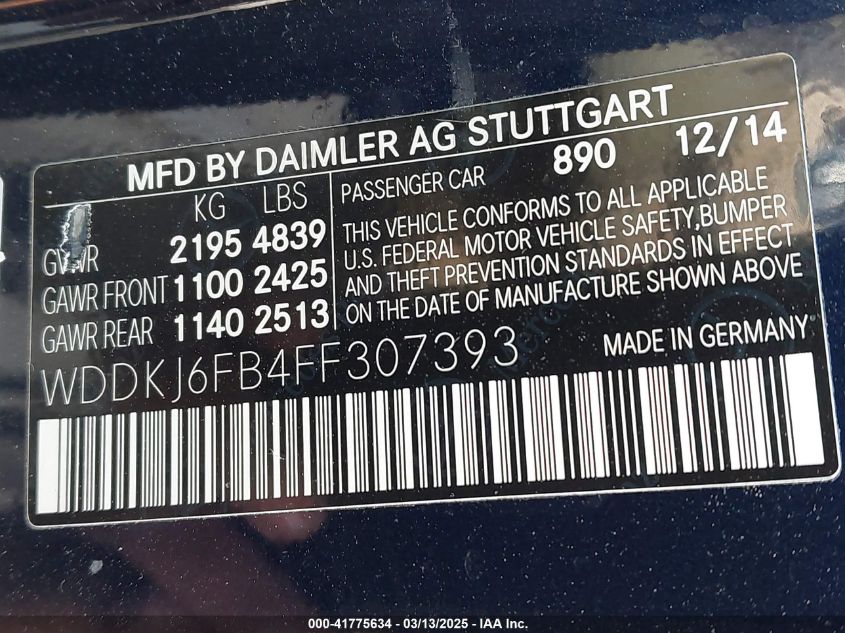 MFD BY DAIMLER AG STUTTGART
890 12/14
KG LBS
GVWR 2195 4839
GAWR FRONT 1100 2425
GAWR REAR 1140 2513
PASSENGER CAR
THIS VEHICLE CONFORMS TO ALL APPLICABLE
U.S. FEDERAL MOTOR VEHICLE SAFETY,BUMPER
AND THEFT PREVENTION STANDARDS IN EFFECT
ON THE DATE OF MANUFACTURE SHOWN ABOVE
WDDKJ6FB4FF307393
MADE IN GERMANY
000-41775634 / 03/13/2025 - IAA Inc.